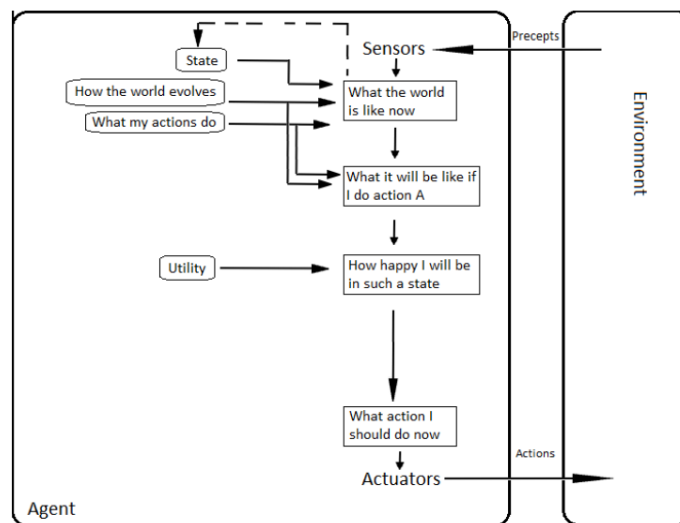 Sensors
Precepts
State
How the world evolves
What the world
is like now
What my actions do
What it will be like if
I do action A
Utility
How happy I will be
in such a state
What action I
should do now
Actuators
Actions
Agent
Environment